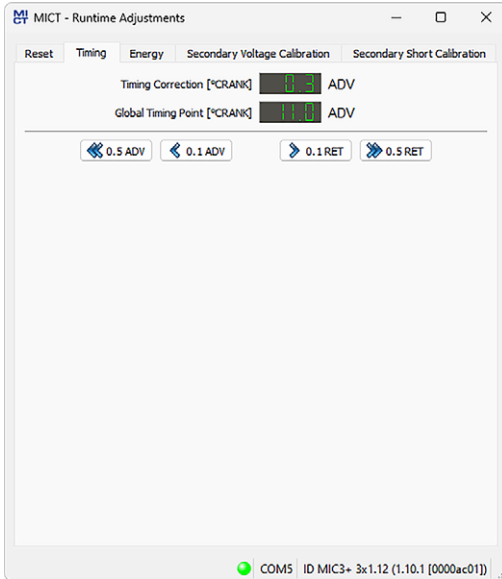 MICT MICT - Runtime Adjustments
Reset Timing Energy Secondary Voltage Calibration Secondary Short Calibration
Timing Correction [°CRANK] 0.3 ADV
Global Timing Point [°CRANK] 11.0 ADV
0.5 ADV 0.1 ADV 0.1 RET 0.5 RET
COM5 ID MIC3+ 3x1.12 (1.10.1 [0000ac01])